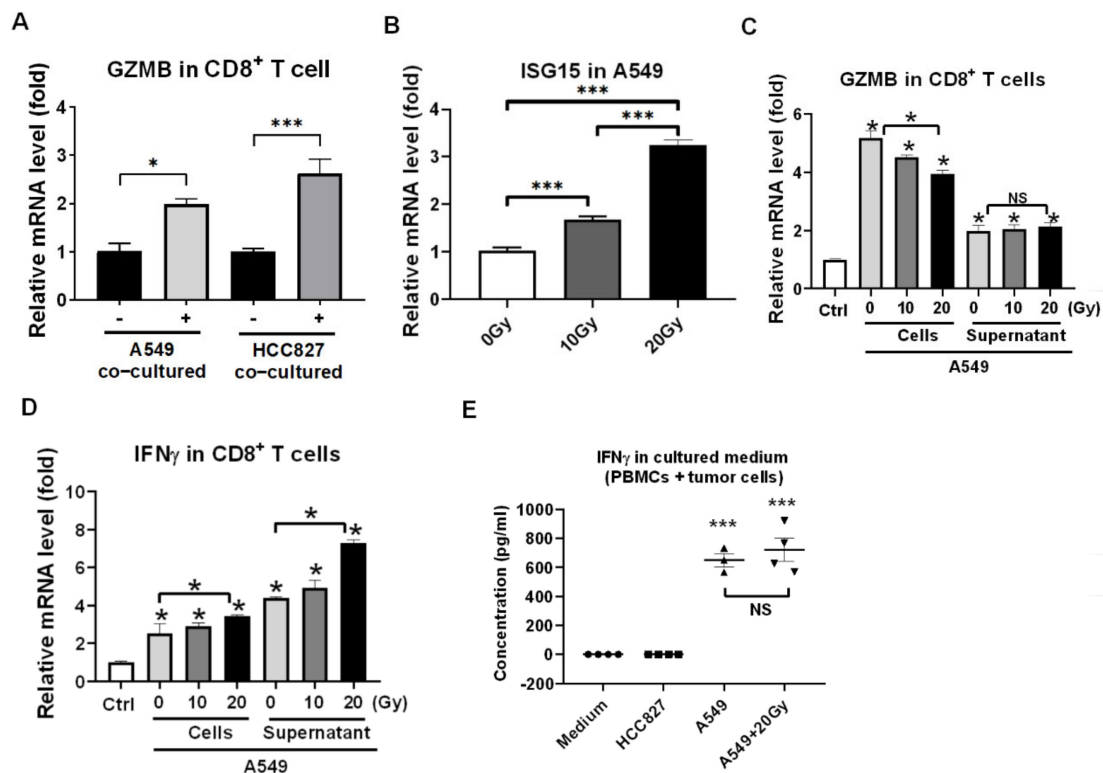 A
GZMB in CD8⁺ T cell
Relative mRNA level (fold)
4
3
2
1
0
*
***
- + - +
A549 co-cultured
HCC827 co-cultured
B
ISG15 in A549
Relative mRNA level (fold)
4
3
2
1
0
***
***
***
0Gy
10Gy
20Gy
C
GZMB in CD8⁺ T cells
Relative mRNA level (fold)
6
4
2
0
* * * *
NS
* * *
Ctrl 0 10 20 0 10 20 (Gy)
Cells Supernatant
A549
D
IFNγ in CD8⁺ T cells
Relative mRNA level (fold)
10
8
6
4
2
0
* * * *
* * * *
Ctrl 0 10 20 0 10 20 (Gy)
Cells Supernatant
A549
E
IFNγ in cultured medium
(PBMCs + tumor cells)
Concentration (pg/ml)
1000
800
600
400
200
0
-200
***
***
NS
Medium
HCC827
A549
A549+20Gy